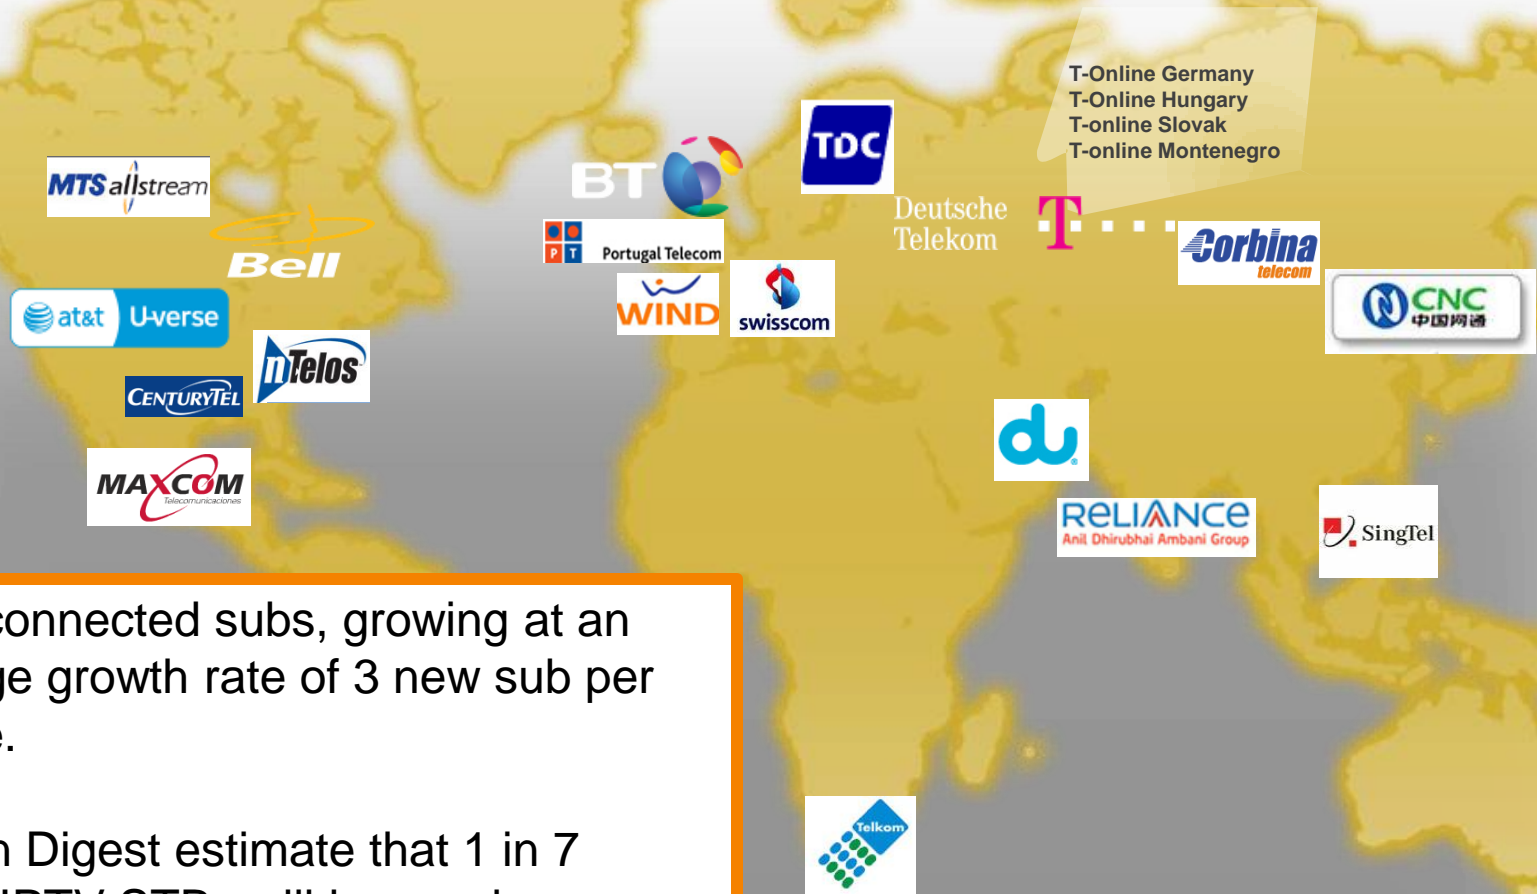 T-Online Germany
T-Online Hungary
T-online Slovak
T-online Montenegro
TDC
BT
MTS allstream
Deutsche
Telekom
T
Corbina
telecom
PT Portugal Telecom
Bell
WIND
swisscom
CNC
中国网通
at&t U-verse
nTelos
CENTURYTEL
du
MAXCOM
Telecomunicaciones
RELIANCE
Anil Dhirubhai Ambani Group
SingTel
connected subs, growing at an
ge growth rate of 3 new sub per
e.
Telkom
n Digest estimate that 1 in 7